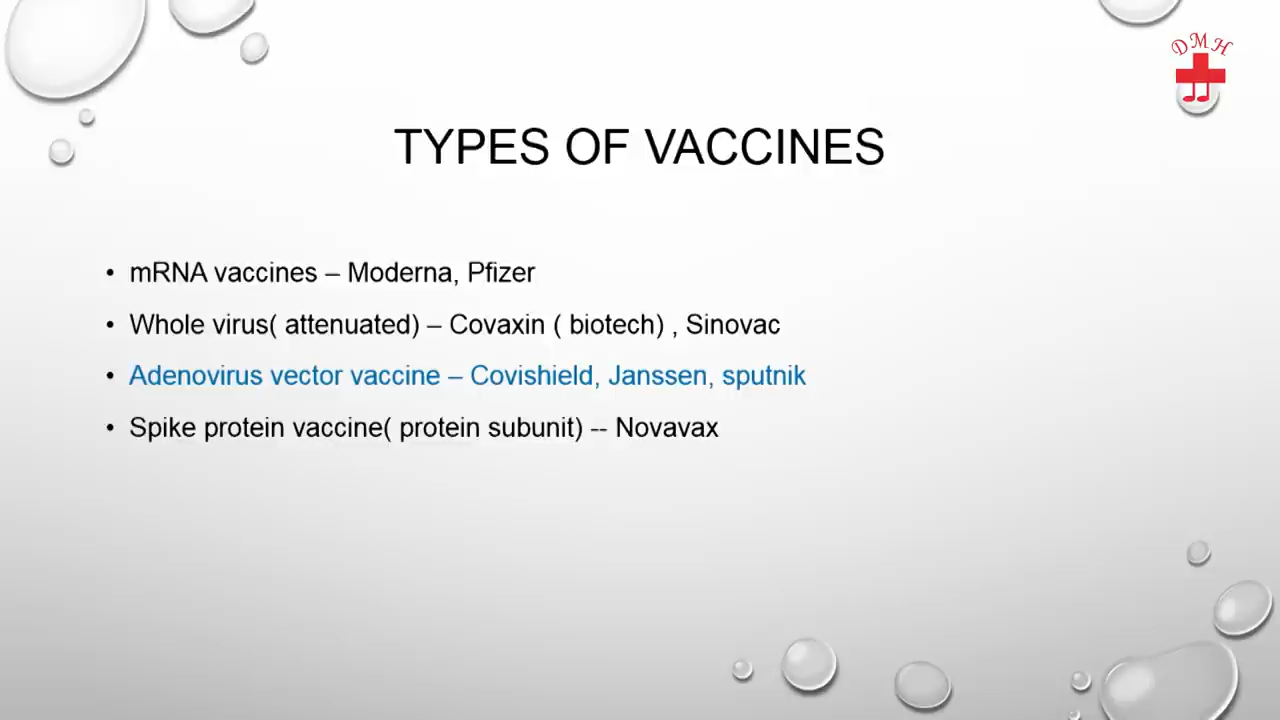 DMH
TYPES OF VACCINES
• mRNA vaccines – Moderna, Pfizer
• Whole virus( attenuated) – Covaxin ( biotech) , Sinovac
• Adenovirus vector vaccine – Covishield, Janssen, sputnik
• Spike protein vaccine( protein subunit) -- Novavax